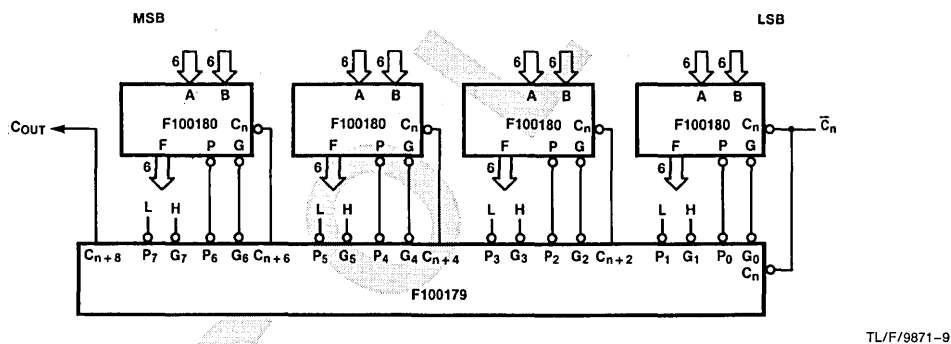 MSB LSB
6 6 6 6 6 6 6 6
A B A B A B A B
COUT F100180 Cn F100180 Cn F100180 Cn F100180 Cn C̅n
F P G F P G F P G F P G
6 6 6 6
L H L H L H L H
Cn+8 P7 G7 P6 G6 Cn+6 P5 G5 P4 G4 Cn+4 P3 G3 P2 G2 Cn+2 P1 G1 P0 G0
Cn
F100179
TL/F/9871-9